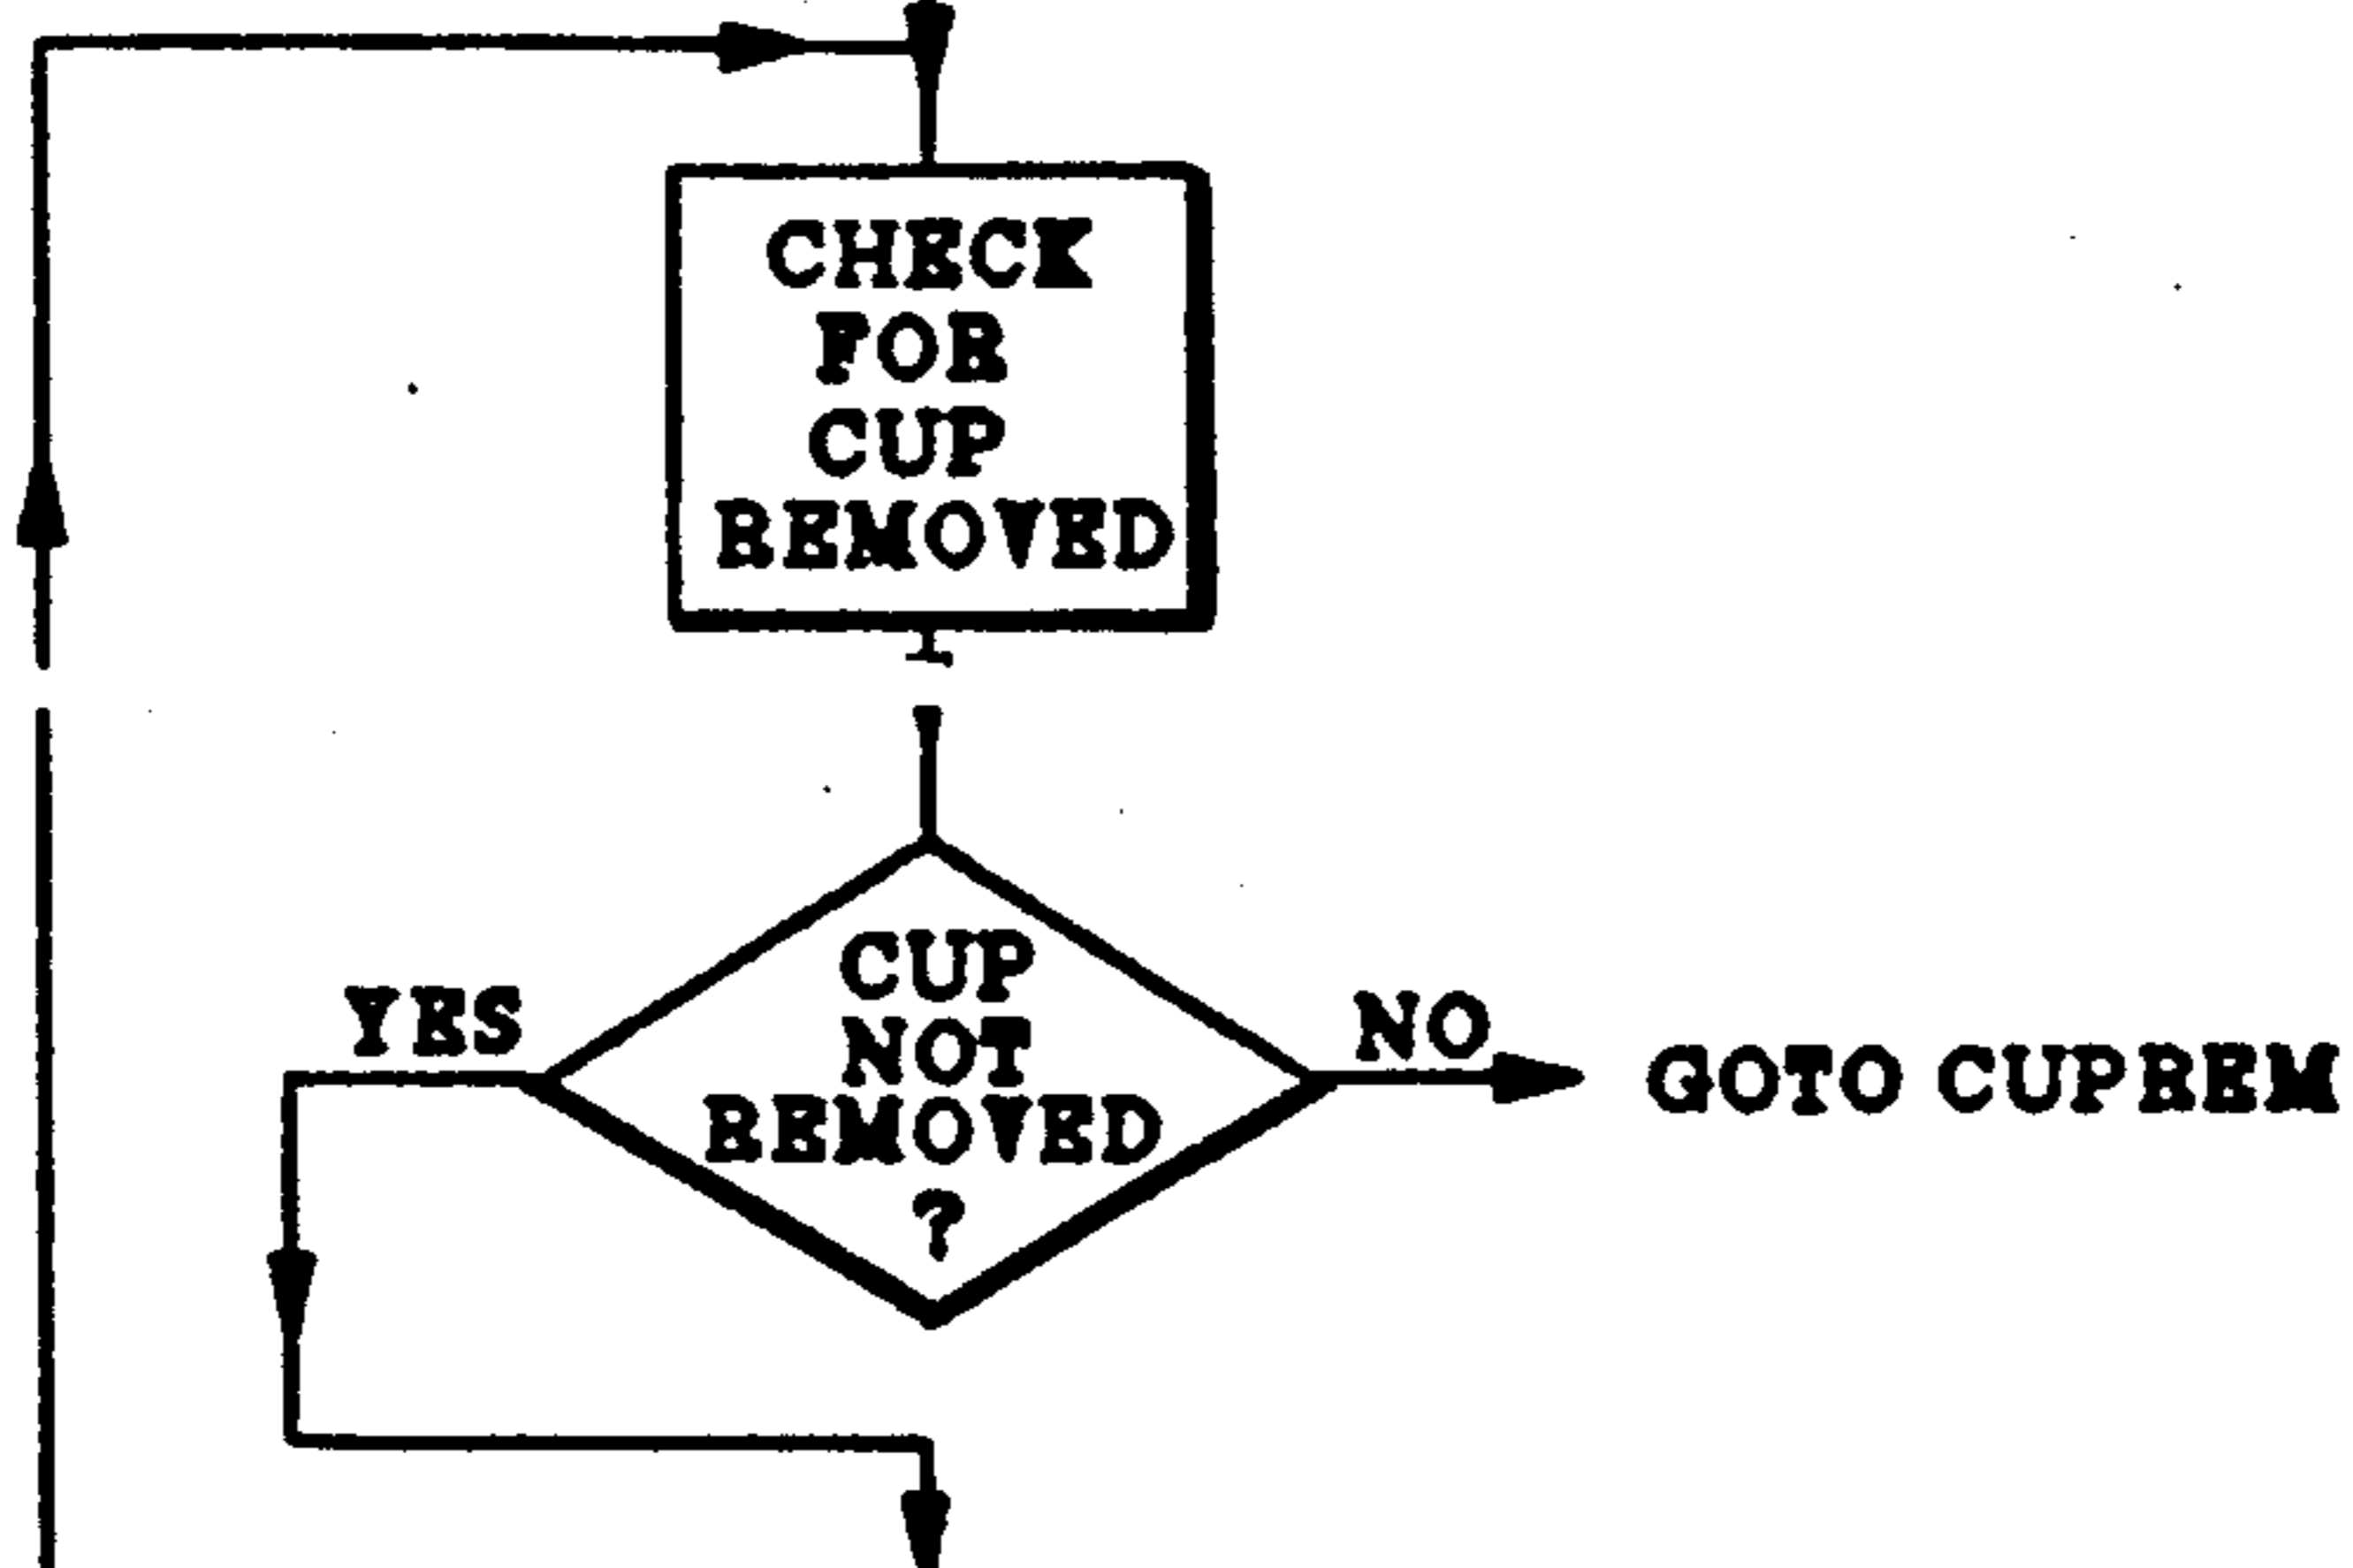 CHECK
FOR
CUP
REMOVED
CUP
NOT
REMOVED
?
YES
NO
GOTO CUPREM